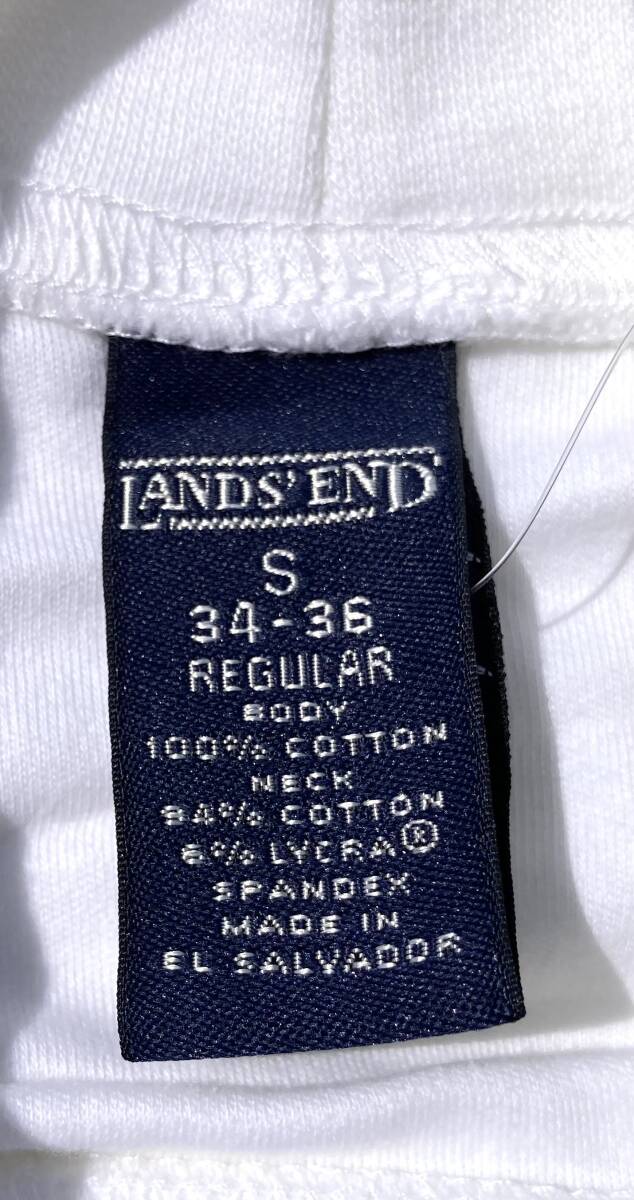 LANDS' END
S
34-36
REGULAR
BODY
100% COTTON
NECK
94% COTTON
6% LYCRA®
SPANDEX
MADE IN
EL SALVADOR